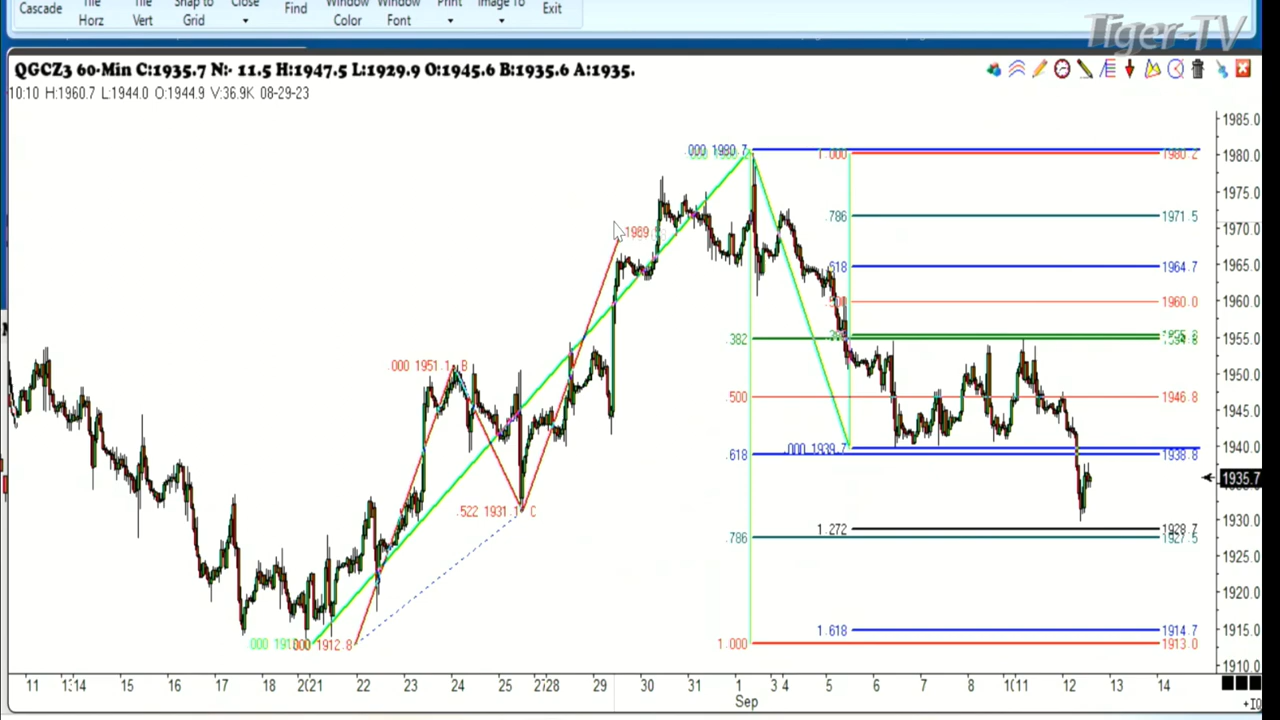 Cascade
Tile Horz
Tile Vert
Snap to Grid
Close
Find
Window Color
Window Font
Print
Image To
Exit
Tiger-TV
QGCZ3 60-Min C:1935.7 N:- 11.5 H:1947.5 L:1929.9 O:1945.6 B:1935.6 A:1935.
10:10 H:1960.7 L:1944.0 O:1944.9 V:36.9K 08-29-23
1985.0
.000 1980.7
1.000
1980.2
1980.0
1975.0
.786
1971.5
1970.0
1989.
.618
1964.7
1965.0
.500
1960.0
1960.0
.382
1955.0
.000 1951.1
B
1950.0
.500
1946.8
1945.0
.000 1939.7
1940.0
.618
1938.8
1935.7
.522 1931.1
C
1930.0
1.272
1928.7
.786
1927.5
1925.0
1920.0
1.618
1914.7
1915.0
.000 1912.8
1.000
1913.0
1910.0
11 13 14 15 16 17 18 20 21 22 23 24 25 27 28 29 30 31 1 3 4 5 6 7 8 10 11 12 13 14
Sep